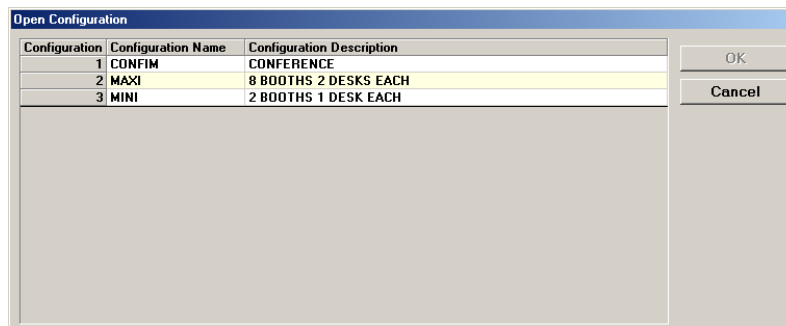 Open Configuration
Configuration Configuration Name Configuration Description
1 CONFIM CONFERENCE
2 MAXI 8 BOOTHS 2 DESKS EACH
3 MINI 2 BOOTHS 1 DESK EACH
OK
Cancel